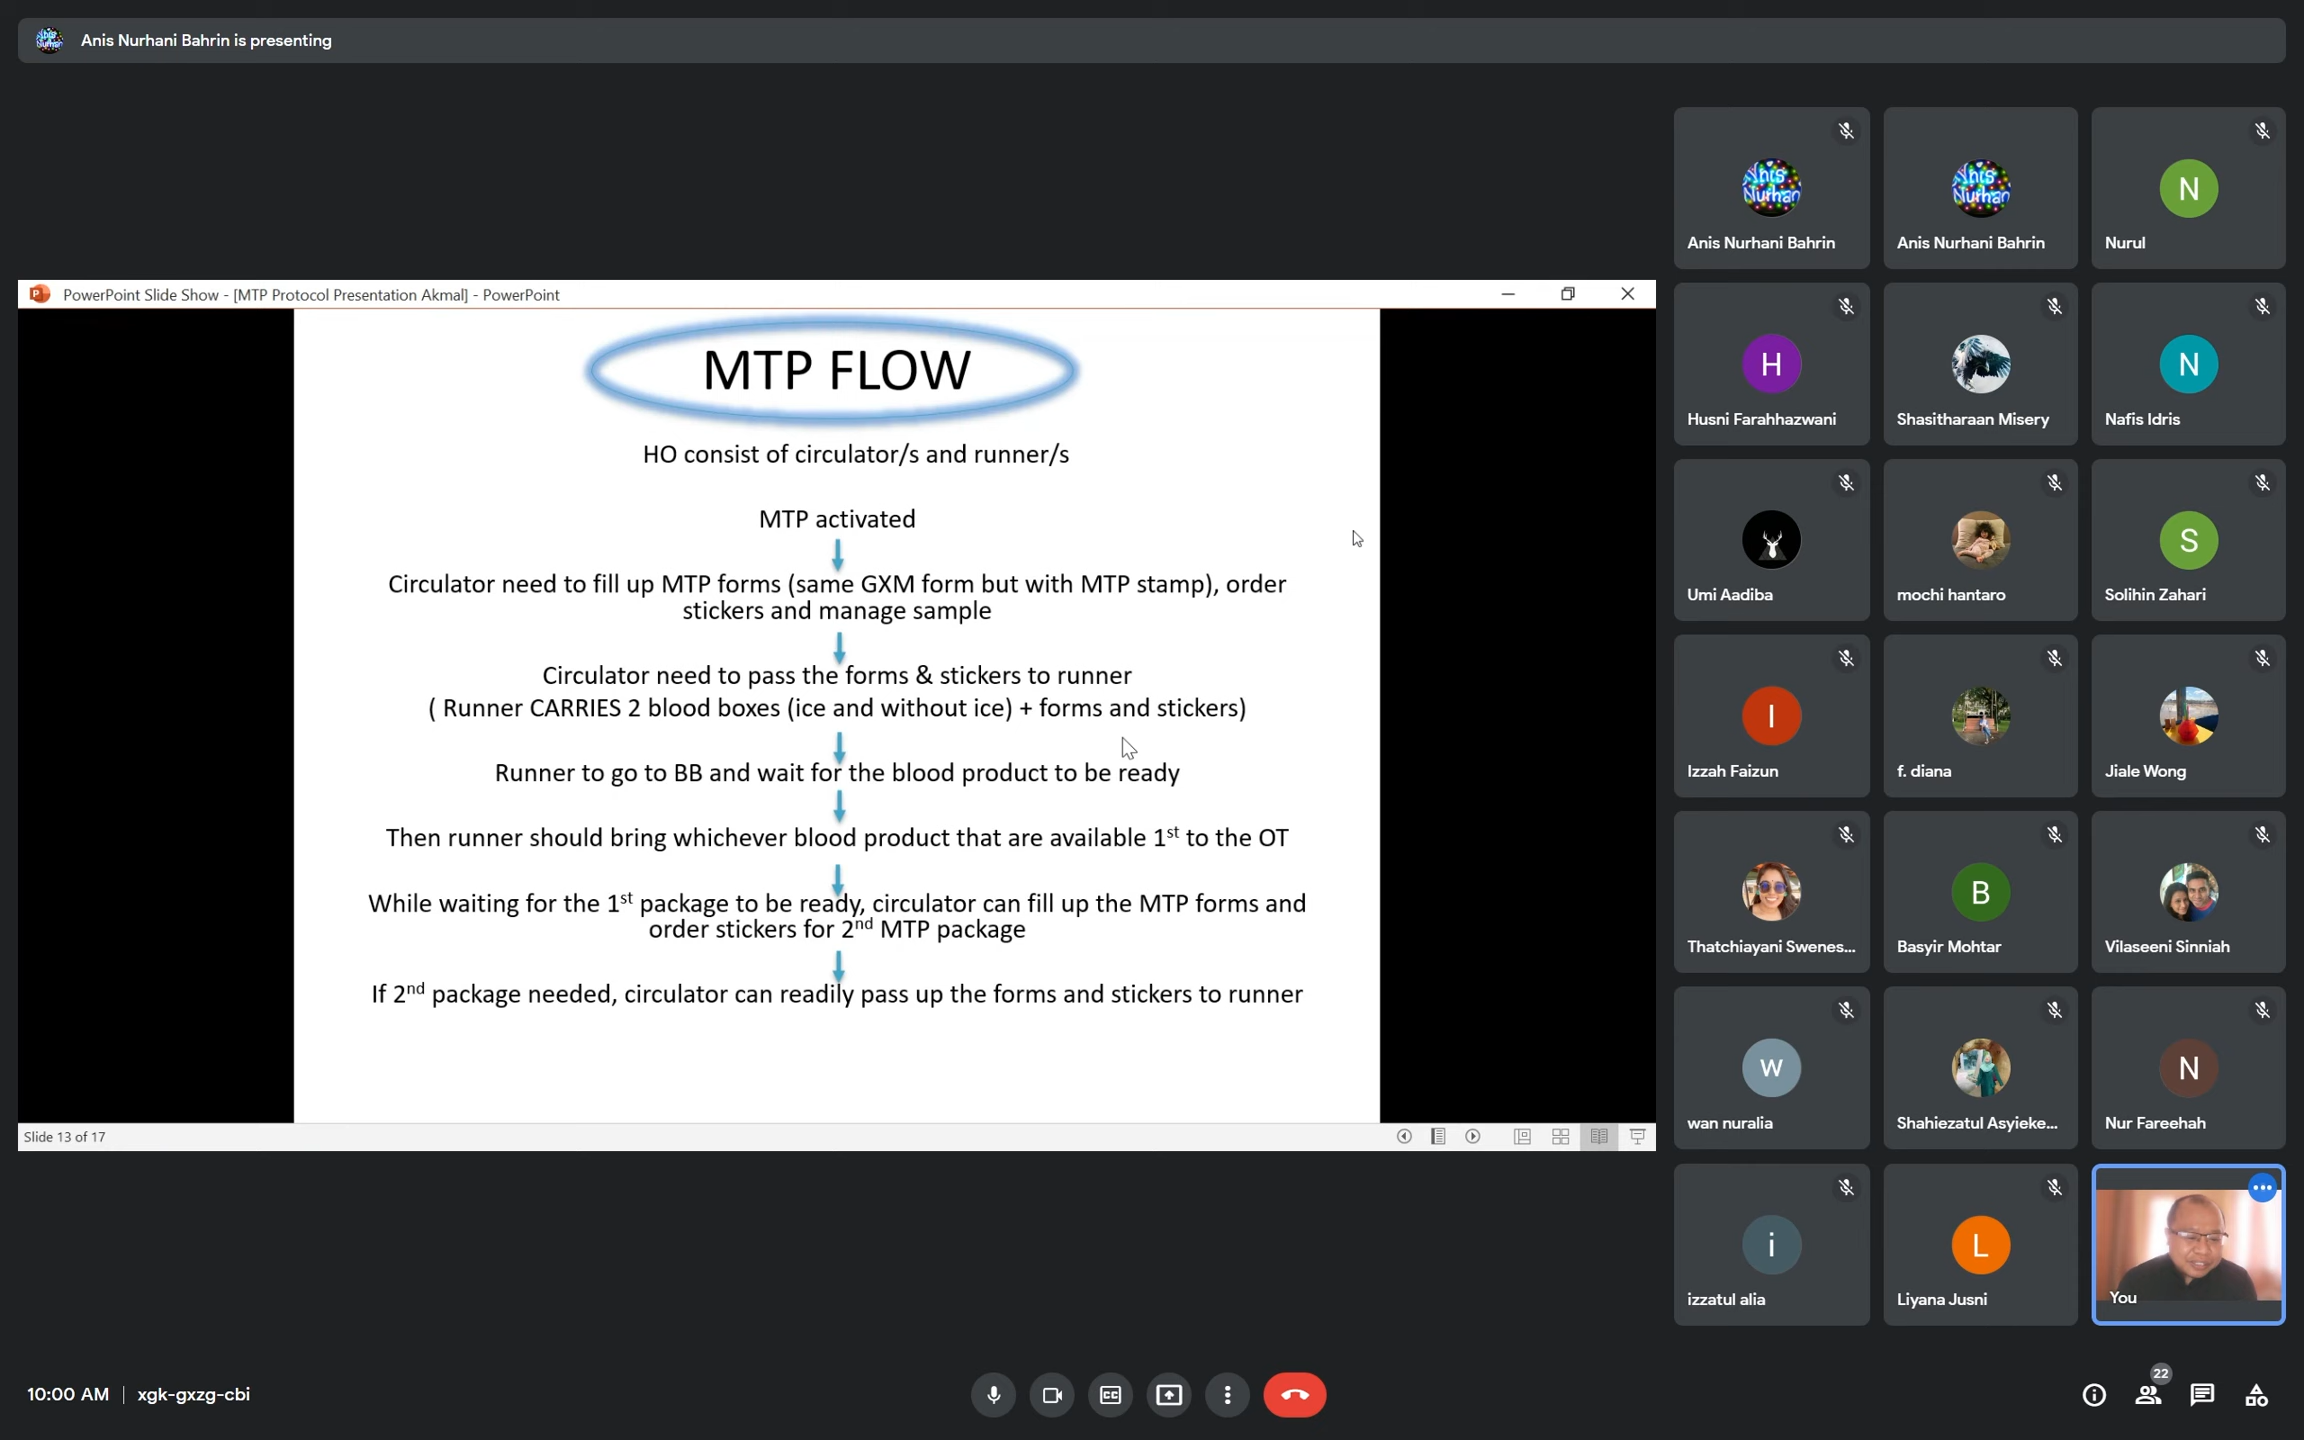 Anis Nurhani Bahrin is presenting
PowerPoint Slide Show - [MTP Protocol Presentation Akmal] - PowerPoint
MTP FLOW
HO consist of circulator/s and runner/s
MTP activated
Circulator need to fill up MTP forms (same GXM form but with MTP stamp), order
stickers and manage sample
Circulator need to pass the forms & stickers to runner
( Runner CARRIES 2 blood boxes (ice and without ice) + forms and stickers)
Runner to go to BB and wait for the blood product to be ready
Then runner should bring whichever blood product that are available 1st to the OT
While waiting for the 1st package to be ready, circulator can fill up the MTP forms and
order stickers for 2nd MTP package
If 2nd package needed, circulator can readily pass up the forms and stickers to runner
Slide 13 of 17
Anis Nurhani Bahrin
Anis Nurhani Bahrin
N
Nurul
H
Husni Farahhazwani
Shasitharaan Misery
N
Nafis Idris
Umi Aadiba
mochi hantaro
S
Solihin Zahari
I
Izzah Faizun
f. diana
Jiale Wong
Thatchiayani Swenes...
B
Basyir Mohtar
Vilaseeni Sinniah
w
wan nuralia
Shahiezatul Asyieke...
N
Nur Fareehah
i
izzatul alia
L
Liyana Jusni
You
10:00 AM | xgk-gxzg-cbi
CC
22